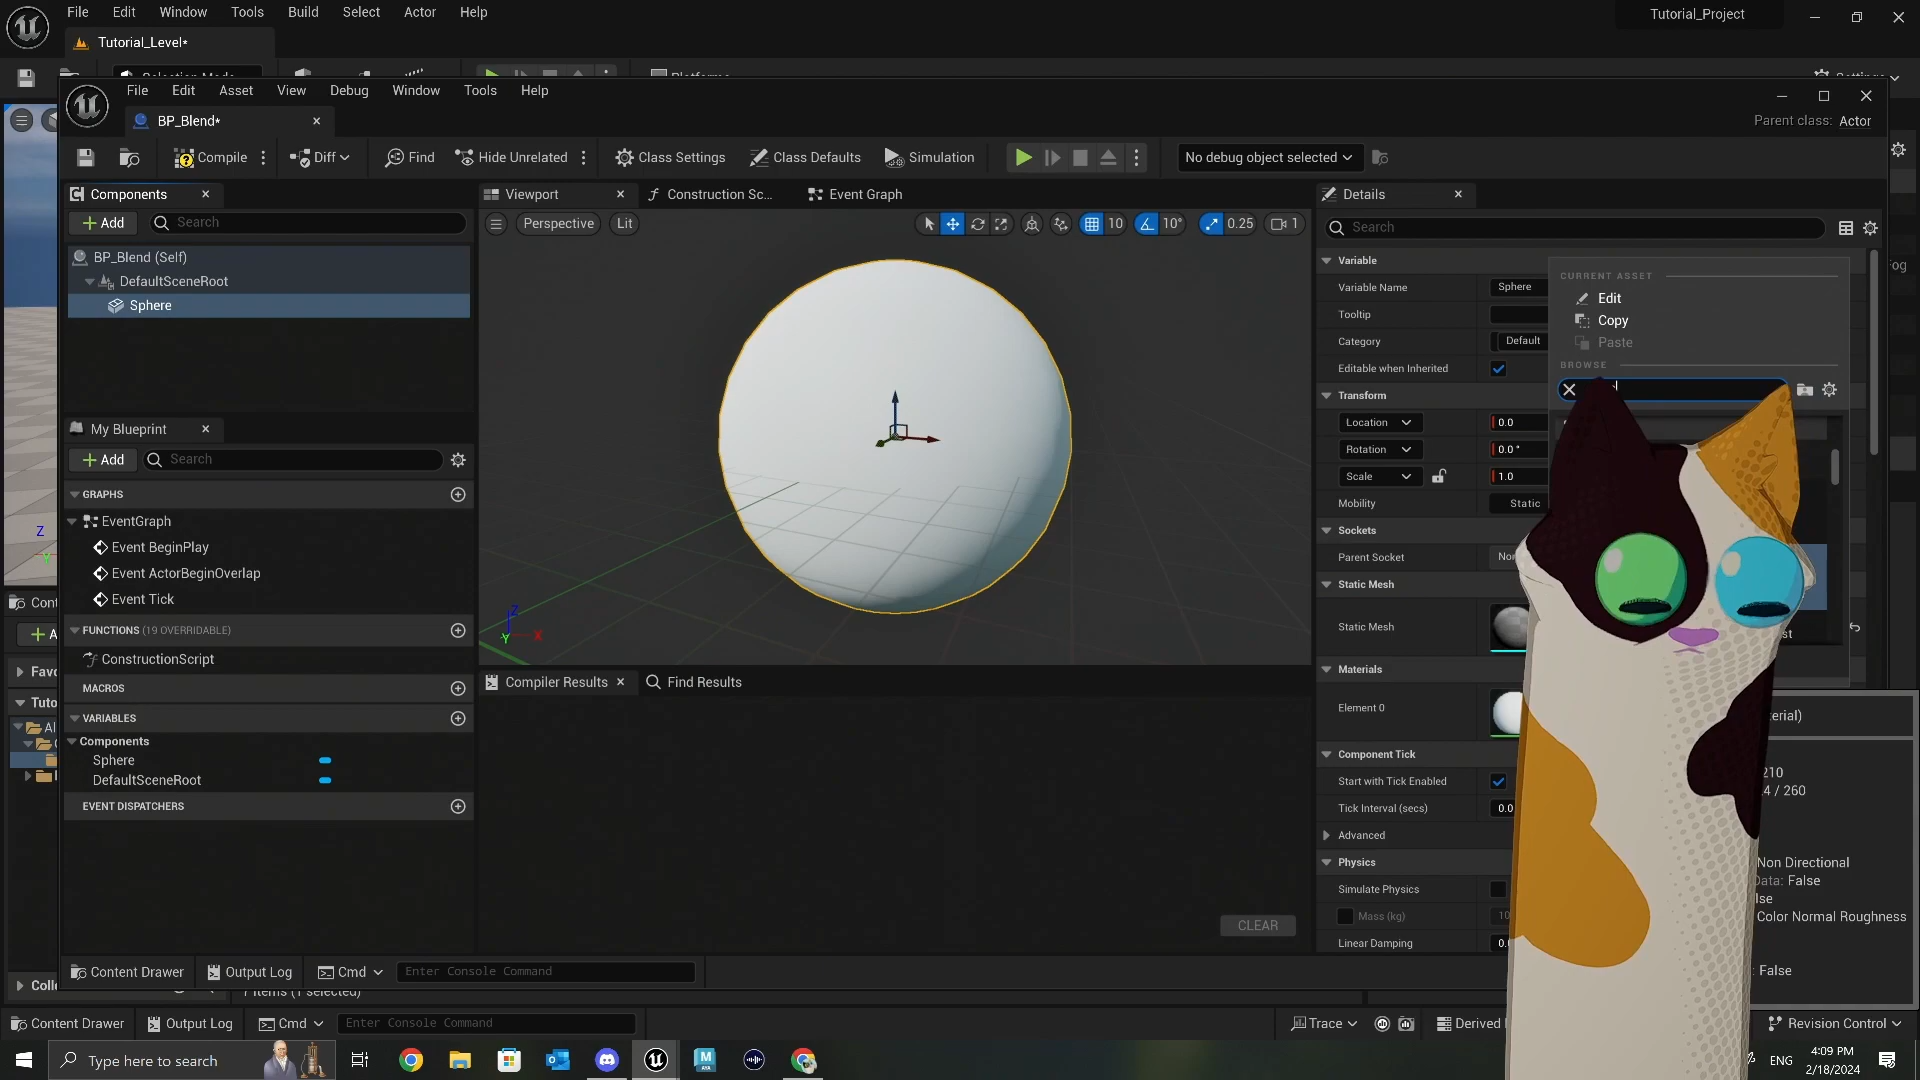 File Edit Window Tools Build Select Actor Help
Tutorial_Project
Tutorial_Level*
File Edit Asset View Debug Window Tools Help
BP_Blend*
Parent class: Actor
Compile Diff Find Hide Unrelated Class Settings Class Defaults Simulation No debug object selected
Components
Add Search
BP_Blend (Self)
DefaultSceneRoot
Sphere
My Blueprint
Add Search
GRAPHS
EventGraph
Event BeginPlay
Event ActorBeginOverlap
Event Tick
FUNCTIONS (19 OVERRIDABLE)
ConstructionScript
MACROS
VARIABLES
Components
Sphere
DefaultSceneRoot
EVENT DISPATCHERS
Viewport Construction Sc... Event Graph
Perspective Lit 10 10° 0.25 1
Z
X
Y
Z
Y
Compiler Results Find Results
CLEAR
Details
Search
Variable
Variable Name Sphere
Tooltip
Category Default
Editable when Inherited
Transform
Location 0.0
Rotation 0.0 °
Scale 1.0
Mobility Static
Sockets
Parent Socket
Static Mesh
Static Mesh
Materials
Element 0
Component Tick
Start with Tick Enabled
Tick Interval (secs) 0.0
Advanced
Physics
Simulate Physics
Mass (kg) 10
Linear Damping 0.
CURRENT ASSET
Edit
Copy
Paste
BROWSE
Non Directional
False
Color Normal Roughness
: False
Content Drawer Output Log Cmd Enter Console Command
Content Drawer Output Log Cmd Enter Console Command
Trace Revision Control
Type here to search
ENG
4:09 PM
2/18/2024